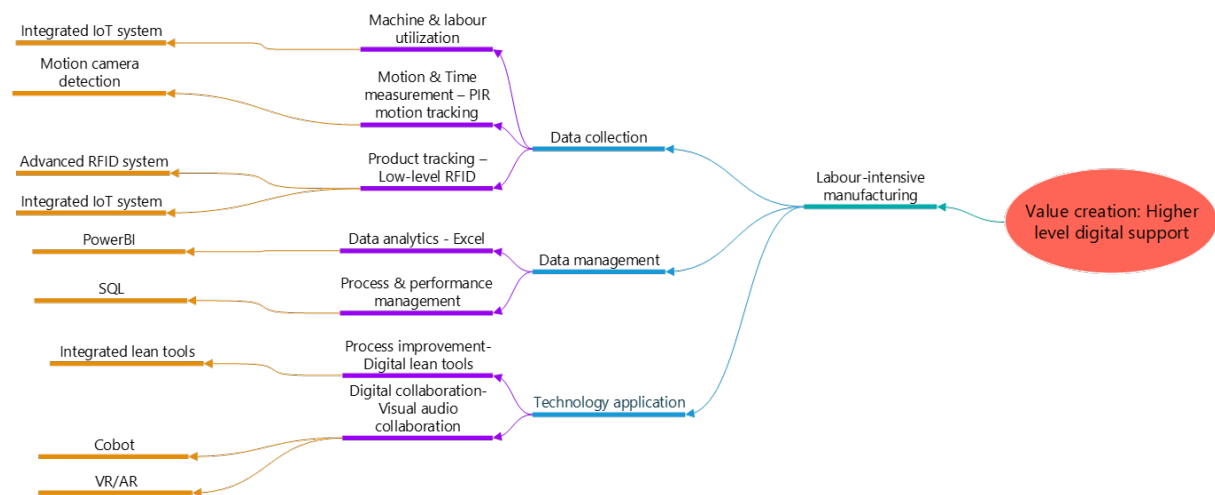 Integrated IoT system
Motion camera
detection
Advanced RFID system
Integrated IoT system
PowerBI
SQL
Integrated lean tools
Cobot
VR/AR
Machine & labour
utilization
Motion & Time
measurement – PIR
motion tracking
Product tracking –
Low-level RFID
Data analytics - Excel
Process & performance
management
Process improvement-
Digital lean tools
Digital collaboration-
Visual audio
collaboration
Data collection
Data management
Technology application
Labour-intensive
manufacturing
Value creation: Higher
level digital support